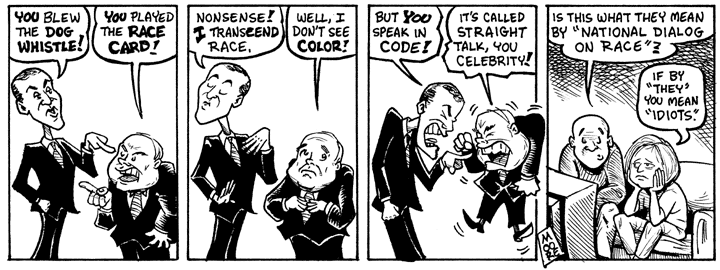 YOU BLEW
THE DOG
WHISTLE!
YOU PLAYED
THE RACE
CARD!
NONSENSE!
I TRANSCEND
RACE.
WELL, I
DON'T SEE
COLOR!
BUT YOU
SPEAK IN
CODE!
IT'S CALLED
STRAIGHT
TALK, YOU
CELEBRITY!
IS THIS WHAT THEY MEAN
BY "NATIONAL DIALOG
ON RACE"?
IF BY
"THEY"
YOU MEAN
"IDIOTS."